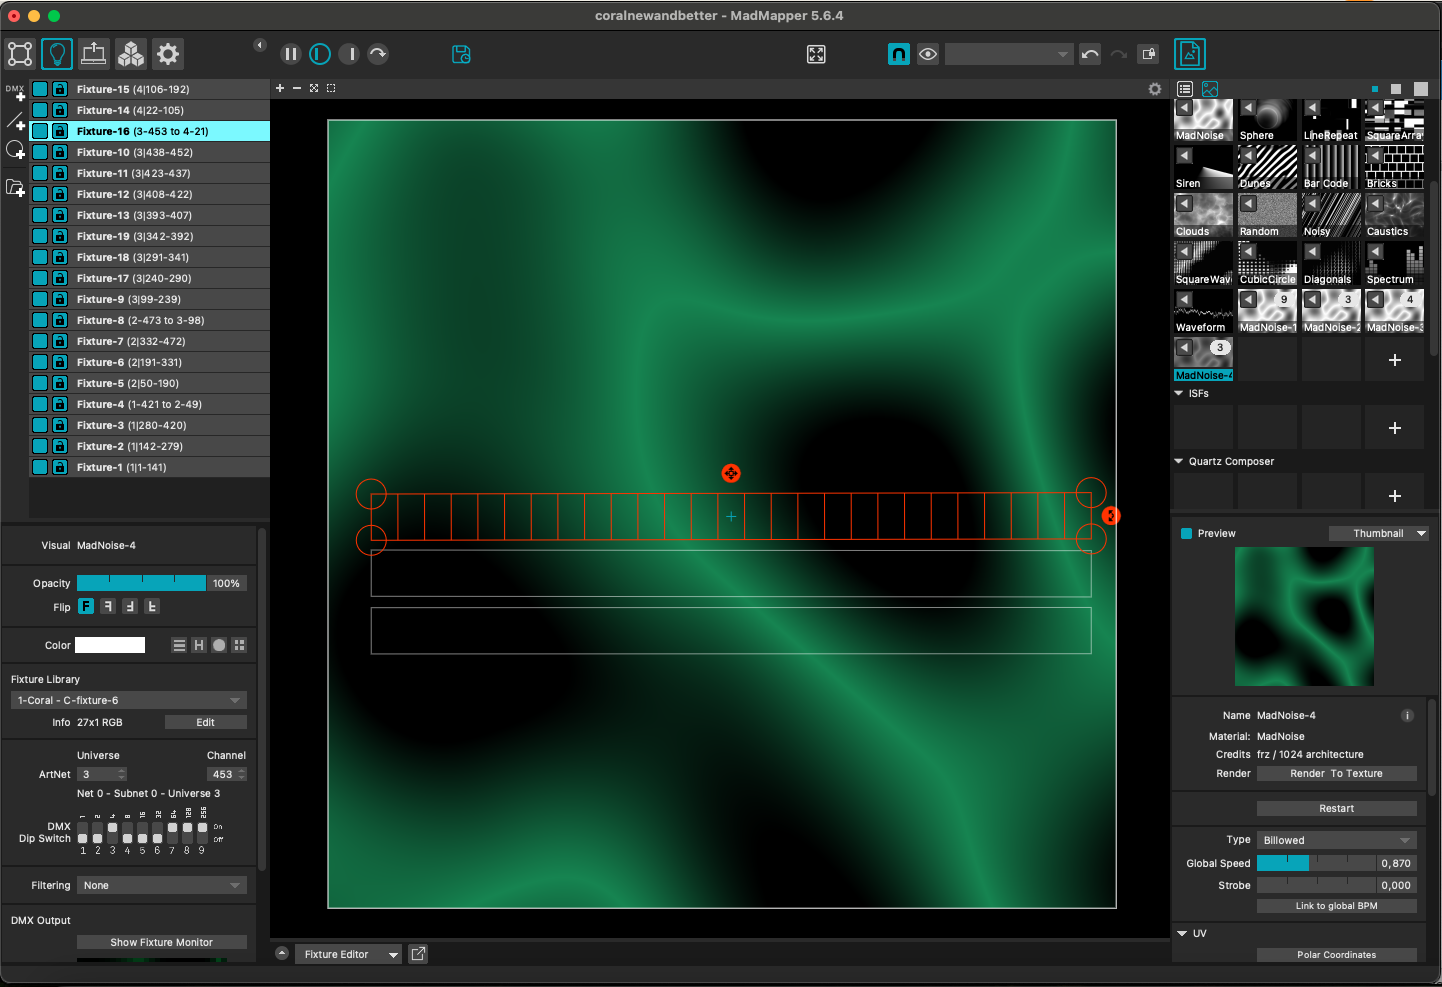 coralnewandbetter - MadMapper 5.6.4
DMX
Fixture-15 (4|106-192)
Fixture-14 (4|22-105)
Fixture-16 (3-453 to 4-21)
Fixture-10 (3|438-452)
Fixture-11 (3|423-437)
Fixture-12 (3|408-422)
Fixture-13 (3|393-407)
Fixture-19 (3|342-392)
Fixture-18 (3|291-341)
Fixture-17 (3|240-290)
Fixture-9 (3|99-239)
Fixture-8 (2-473 to 3-98)
Fixture-7 (2|332-472)
Fixture-6 (2|191-331)
Fixture-5 (2|50-190)
Fixture-4 (1-421 to 2-49)
Fixture-3 (1|280-420)
Fixture-2 (1|142-279)
Fixture-1 (1|1-141)
Visual MadNoise-4
Opacity 100%
Flip F F F F
Color H
Fixture Library
1-Coral - C-fixture-6
Info 27x1 RGB Edit
Universe Channel
ArtNet 3 453
Net 0 - Subnet 0 - Universe 3
1 2 4 8 16 32 64 128 256
DMX On
Dip Switch Off
1 2 3 4 5 6 7 8 9
Filtering None
DMX Output
Show Fixture Monitor
Fixture Editor
MadNoise Sphere LineRepeat SquareArray
Siren Dunes Bar Code Bricks
Clouds Random Noisy Caustics
SquareWav CubicCircle Diagonals Spectrum
9 3 4
Waveform MadNoise-1 MadNoise-2 MadNoise-3
3
MadNoise-4
ISFs
Quartz Composer
Preview Thumbnail
Name MadNoise-4 i
Material: MadNoise
Credits frz / 1024 architecture
Render Render To Texture
Restart
Type Billowed
Global Speed 0,870
Strobe 0,000
Link to global BPM
UV
Polar Coordinates